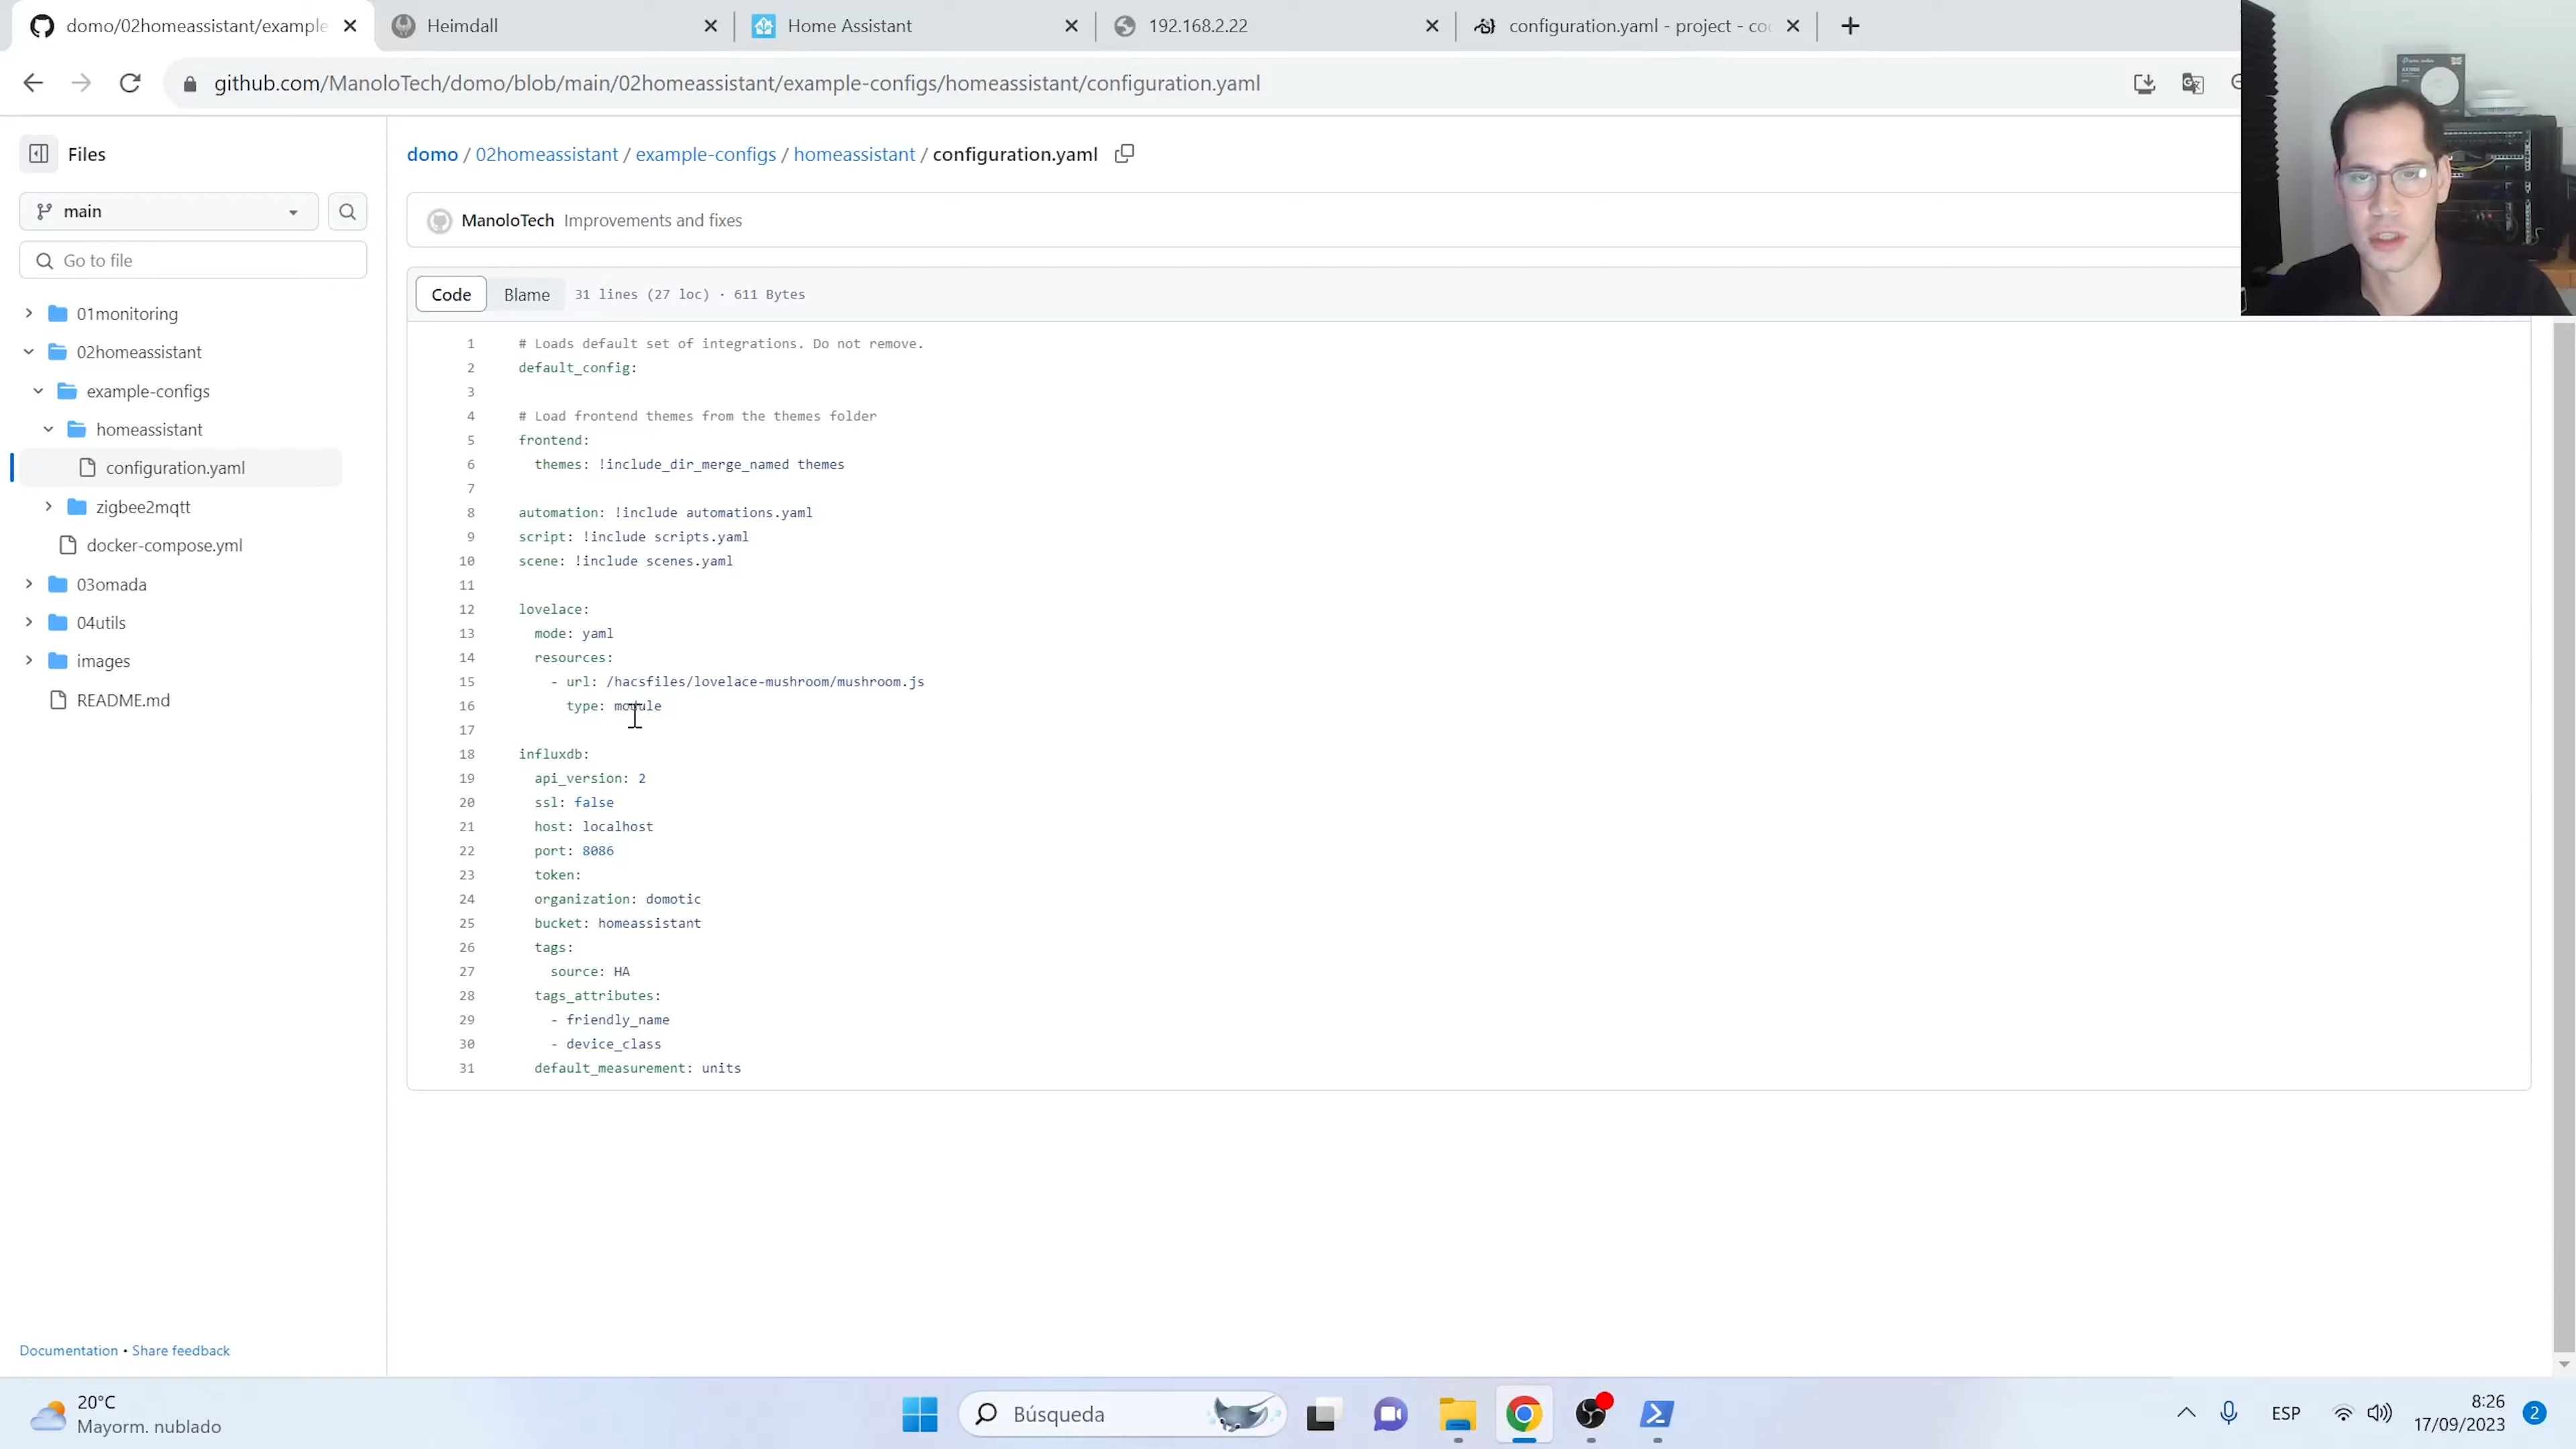 domo/02homeassistant/example
Heimdall
Home Assistant
192.168.2.22
configuration.yaml - project - co
github.com/ManoloTech/domo/blob/main/02homeassistant/example-configs/homeassistant/configuration.yaml
Files
main
Go to file
01monitoring
02homeassistant
example-configs
homeassistant
configuration.yaml
zigbee2mqtt
docker-compose.yml
03omada
04utils
images
README.md
Documentation • Share feedback
domo / 02homeassistant / example-configs / homeassistant / configuration.yaml
ManoloTech Improvements and fixes
Code Blame 31 lines (27 loc) · 611 Bytes
1 # Loads default set of integrations. Do not remove.
2 default_config:
3
4 # Load frontend themes from the themes folder
5 frontend:
6 themes: !include_dir_merge_named themes
7
8 automation: !include automations.yaml
9 script: !include scripts.yaml
10 scene: !include scenes.yaml
11
12 lovelace:
13 mode: yaml
14 resources:
15 - url: /hacsfiles/lovelace-mushroom/mushroom.js
16 type: module
17
18 influxdb:
19 api_version: 2
20 ssl: false
21 host: localhost
22 port: 8086
23 token:
24 organization: domotic
25 bucket: homeassistant
26 tags:
27 source: HA
28 tags_attributes:
29 - friendly_name
30 - device_class
31 default_measurement: units
20°C
Mayorm. nublado
Búsqueda
ESP
8:26
17/09/2023
2